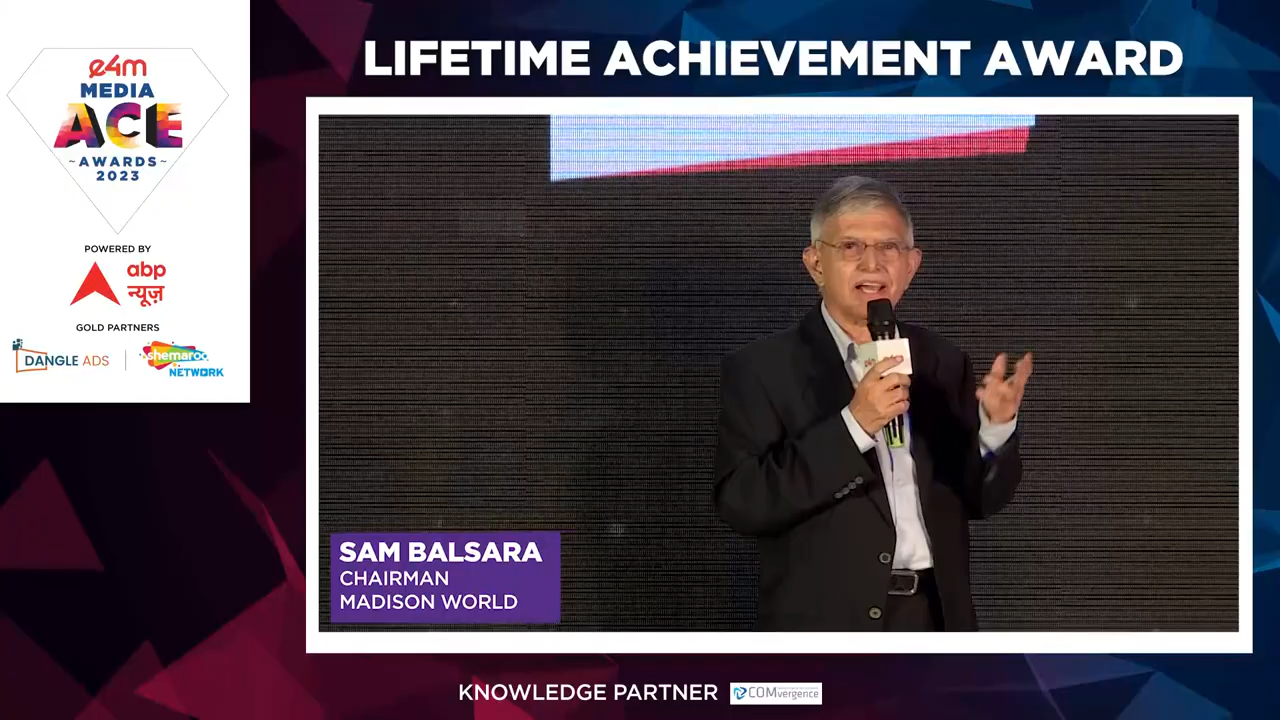 LIFETIME ACHIEVEMENT AWARD
e4m
MEDIA
ACE
~AWARDS~
2023
POWERED BY
abp
न्यूज़
GOLD PARTNERS
DANGLE ADS
shemaroo
NETWORK
SAM BALSARA
CHAIRMAN
MADISON WORLD
KNOWLEDGE PARTNER
COMvergence